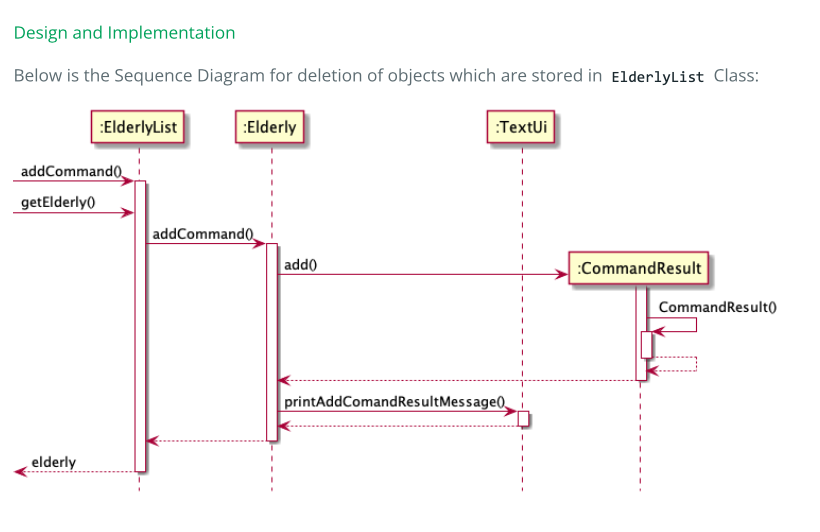 Design and Implementation
Below is the Sequence Diagram for deletion of objects which are stored in ElderlyList Class:
:ElderlyList :Elderly :TextUi
addCommand()
getElderly()
addCommand()
add()
:CommandResult
CommandResult()
printAddComandResultMessage()
elderly